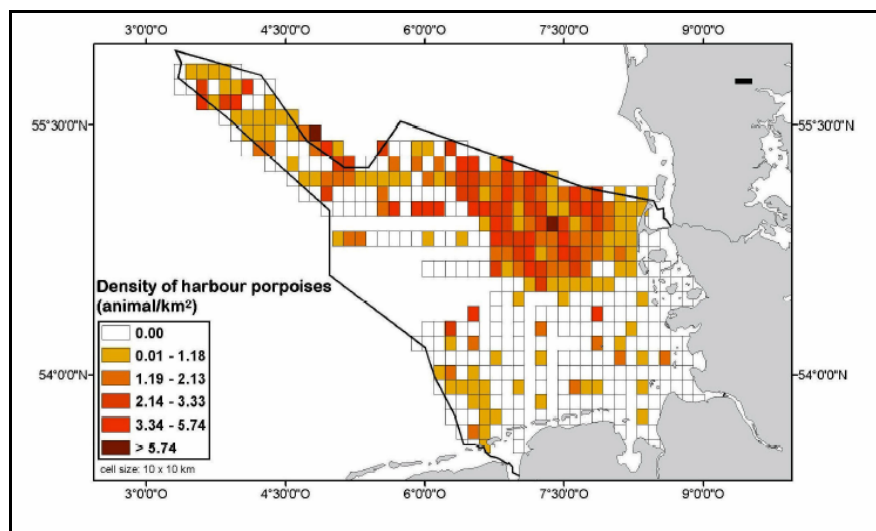 3°0'0"O 4°30'0"O 6°0'0"O 7°30'0"O 9°0'0"O
55°30'0"N 55°30'0"N
Density of harbour porpoises
(animal/km²)
0.00
0.01 - 1.18
1.19 - 2.13
2.14 - 3.33
3.34 - 5.74
> 5.74
cell size: 10 x 10 km
54°0'0"N 54°0'0"N
3°0'0"O 4°30'0"O 6°0'0"O 7°30'0"O 9°0'0"O